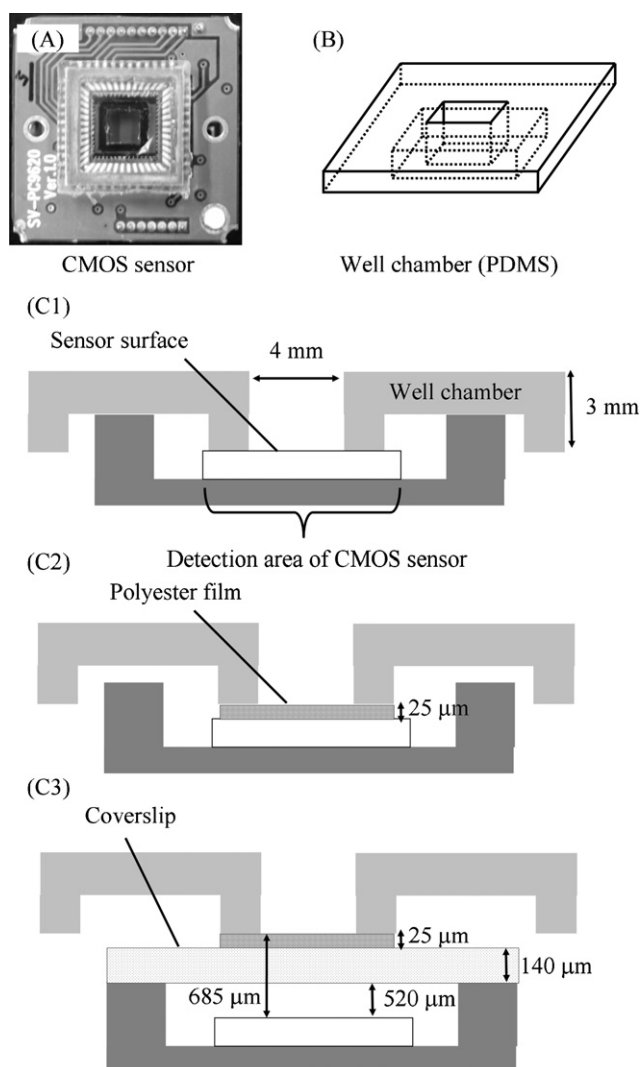 (A)
(B)
SV-PC9620
Ver.1.0
CMOS sensor
Well chamber (PDMS)
(C1)
Sensor surface
4 mm
Well chamber
3 mm
Detection area of CMOS sensor
(C2)
Polyester film
25 μm
(C3)
Coverslip
25 μm
140 μm
685 μm
520 μm